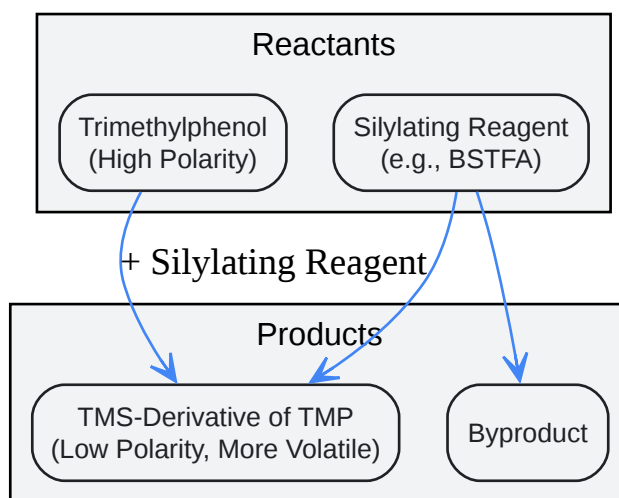 Reactants
Trimethylphenol
(High Polarity)
Silylating Reagent
(e.g., BSTFA)
+ Silylating Reagent
Products
TMS-Derivative of TMP
(Low Polarity, More Volatile)
Byproduct